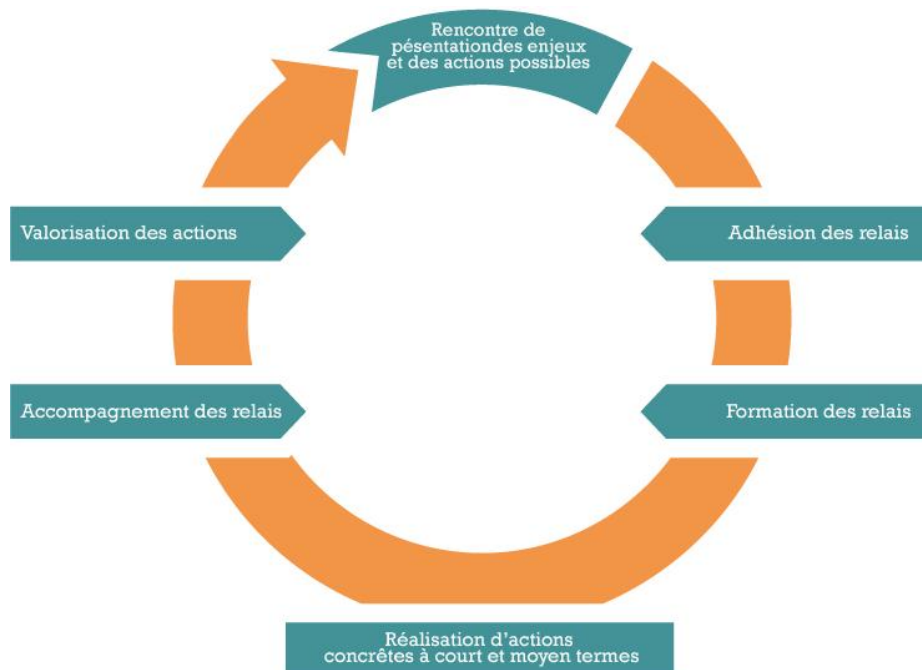 Rencontre de
pésentationdes enjeux
et des actions possibles
Valorisation des actions
Adhésion des relais
Accompagnement des relais
Formation des relais
Réalisation d'actions
concrètes à court et moyen termes